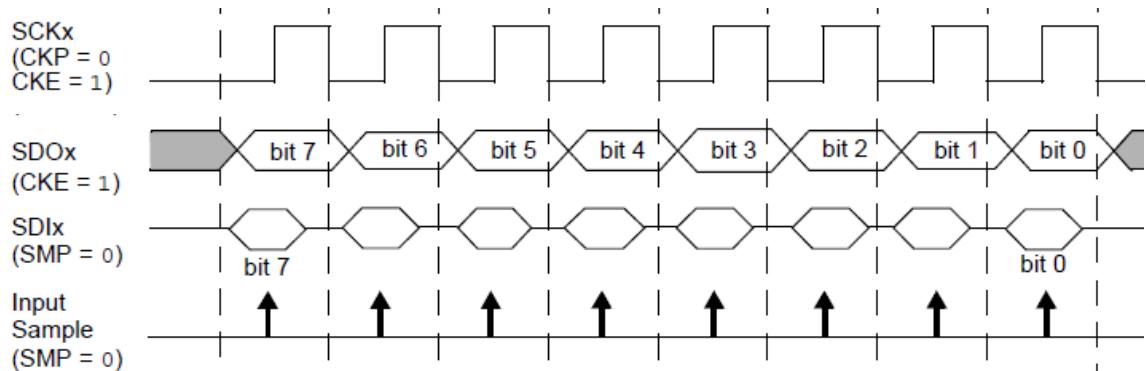 SCKx
(CKP = 0
CKE = 1)
SDOx
(CKE = 1)
bit 7 bit 6 bit 5 bit 4 bit 3 bit 2 bit 1 bit 0
SDIx
(SMP = 0)
bit 7 bit 0
Input
Sample
(SMP = 0)